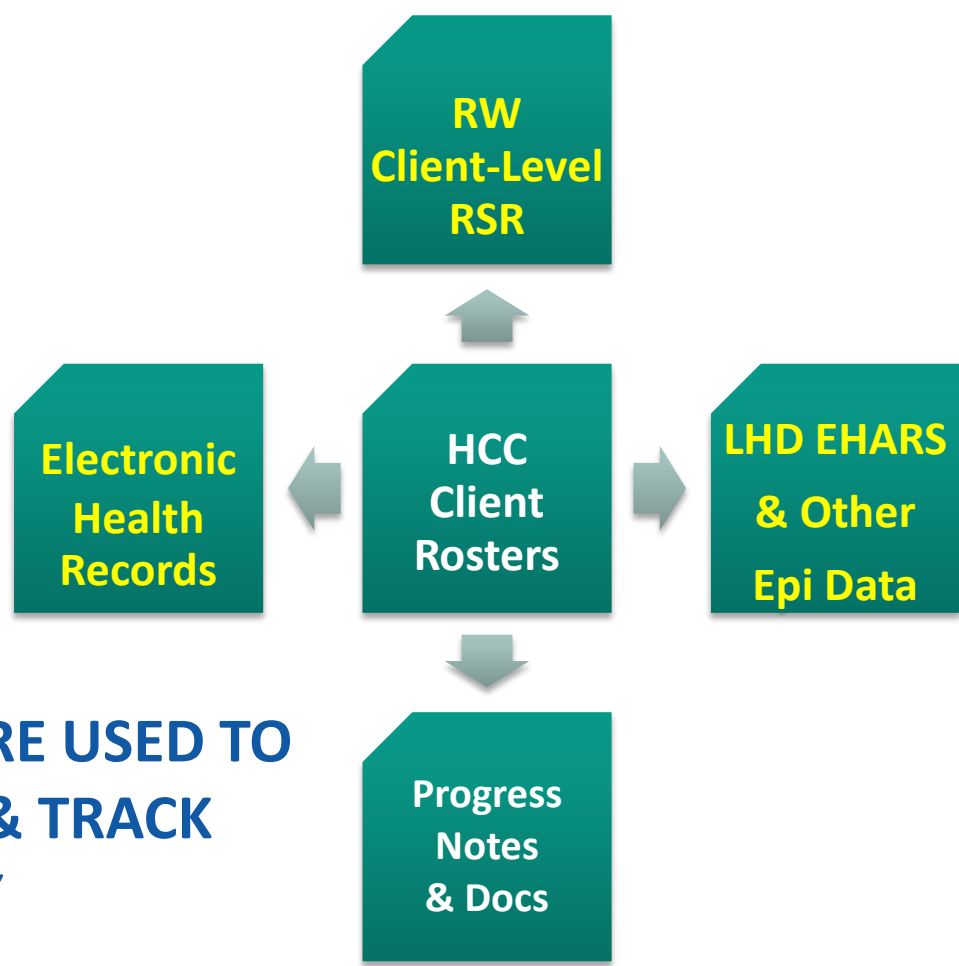 RW
Client-Level
RSR
Electronic
Health
Records
HCC
Client
Rosters
LHD EHARS
& Other
Epi Data
RE USED TO
& TRACK
Progress
Notes
& Docs